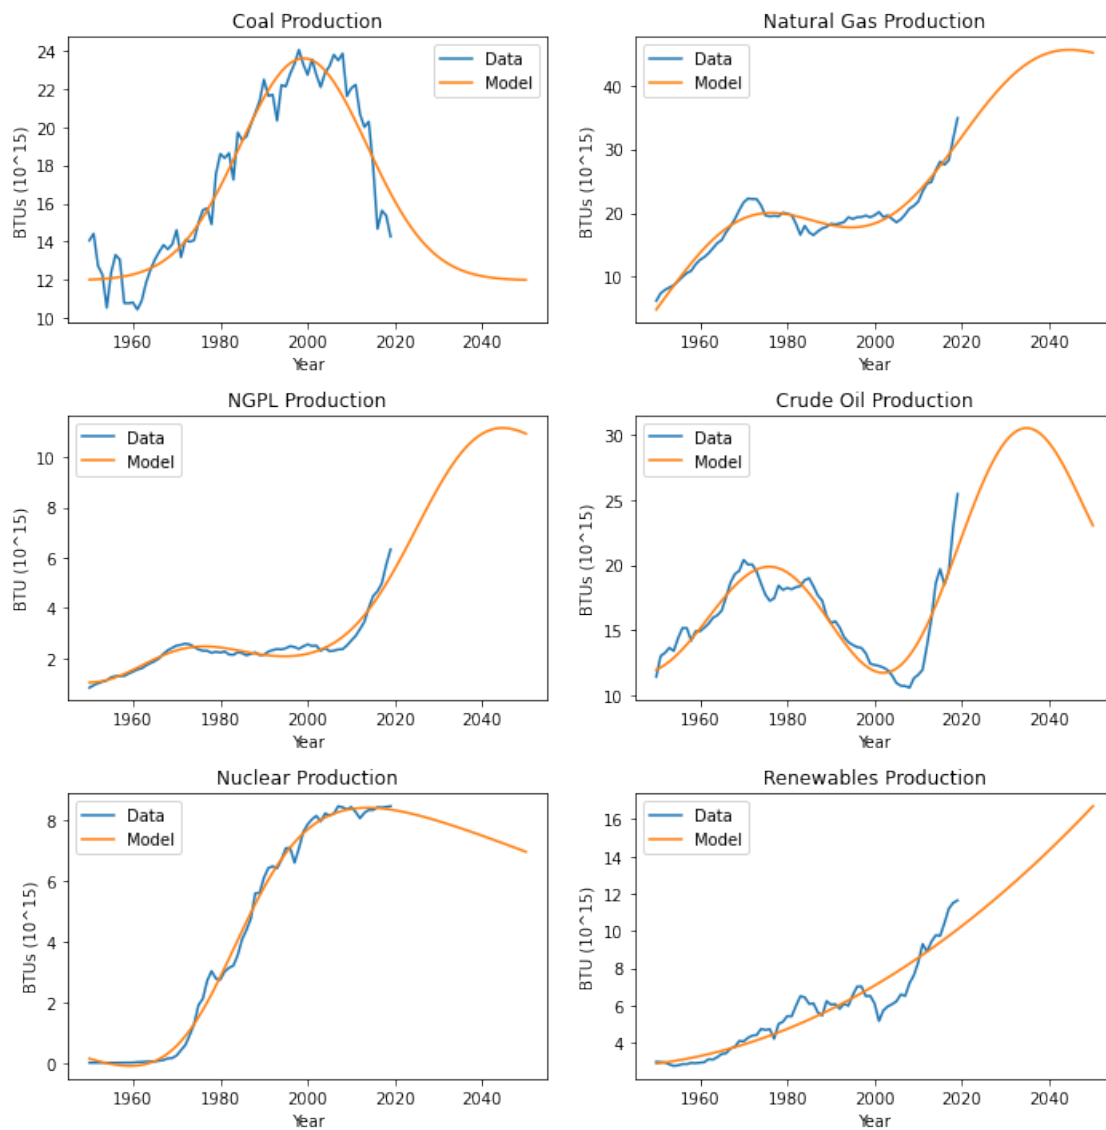 Coal Production
24
22
20
18
16
14
12
10
BTUs (10^15)
Data
Model
1960 1980 2000 2020 2040
Year
Natural Gas Production
40
30
20
10
BTUs (10^15)
Data
Model
1960 1980 2000 2020 2040
Year
NGPL Production
10
8
6
4
2
BTU (10^15)
Data
Model
1960 1980 2000 2020 2040
Year
Crude Oil Production
30
25
20
15
10
BTUs (10^15)
Data
Model
1960 1980 2000 2020 2040
Year
Nuclear Production
8
6
4
2
0
BTUs (10^15)
Data
Model
1960 1980 2000 2020 2040
Year
Renewables Production
16
14
12
10
8
6
4
BTU (10^15)
Data
Model
1960 1980 2000 2020 2040
Year